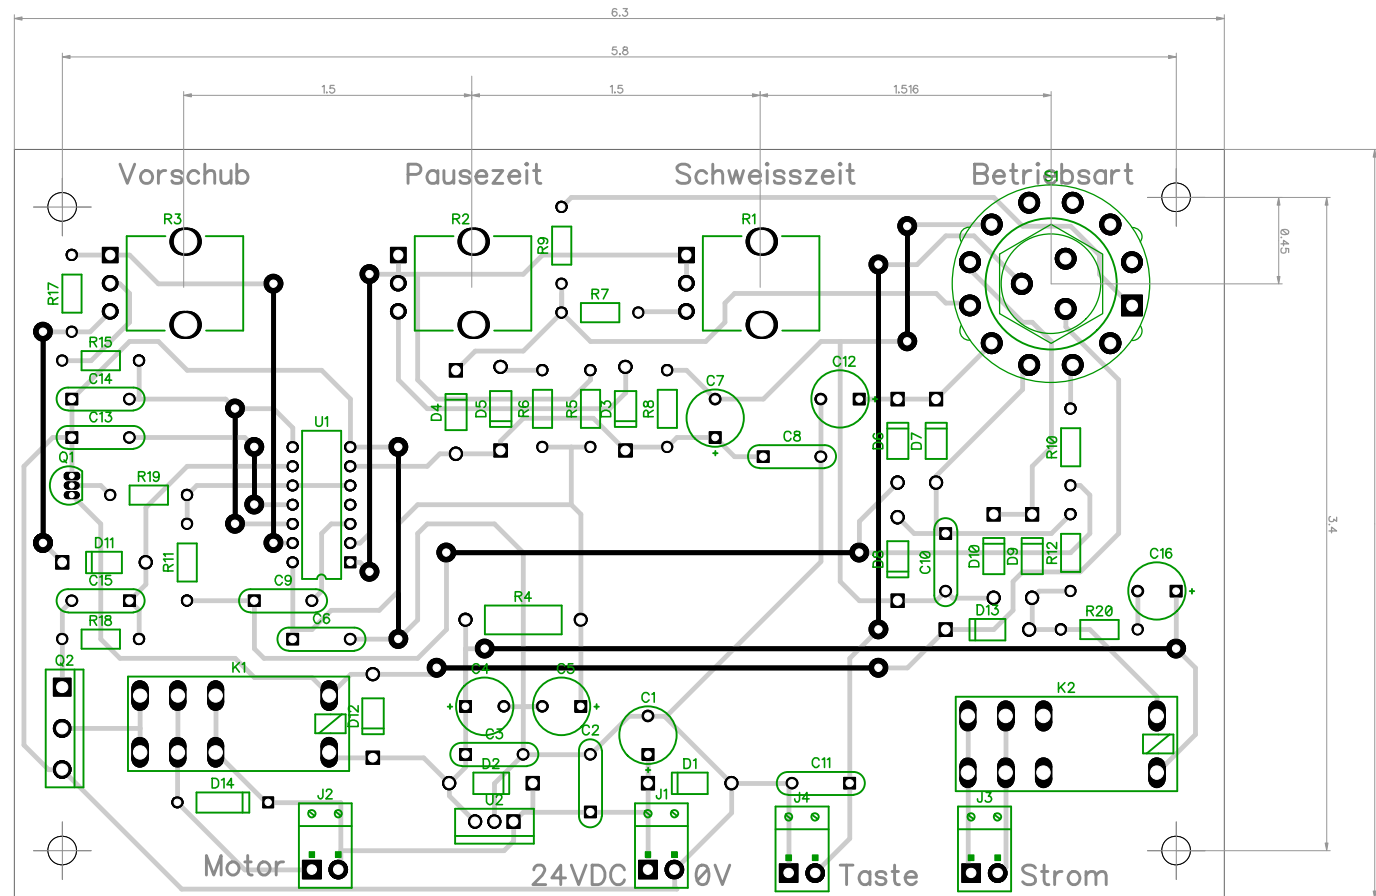 6.3
5.8
1.5 1.5 1.516
Vorschub Pausezeit Schweisszeit Betriebsart
R3 R2 R1
R9
0.45
R17
R7
R15
C14
C12
C7
D4 D5 R6 R5 D3 R8
C13
U1
C8
D6 D7
R10
Q1
R19
3.4
D11
R11
D8 C10 D10 D9 R12
C16
C15
C9
R4
R18
C6
D13
R20
Q2
K1
C4 C5
K2
D12
C1
C3
C2
D14
D2
D1
C11
J2
U2
J1
J4
J3
Motor 24VDC 0V Taste Strom